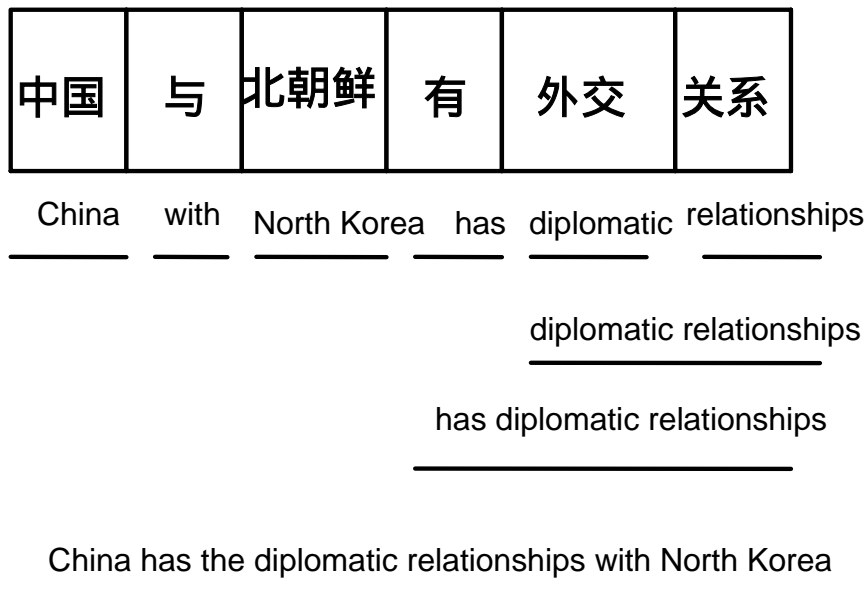 中国 与 北朝鲜 有 外交 关系
China with North Korea has diplomatic relationships
diplomatic relationships
has diplomatic relationships
China has the diplomatic relationships with North Korea